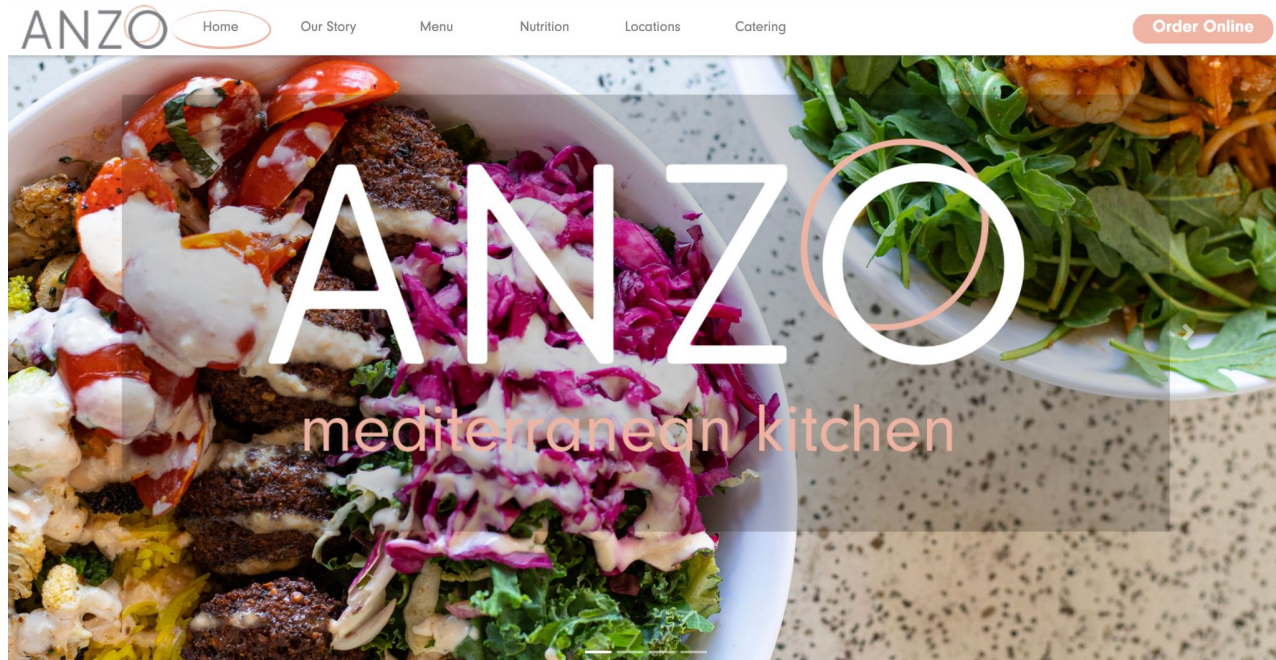 ANZO Home Our Story Menu Nutrition Locations Catering Order Online
ANZO
mediterranean kitchen